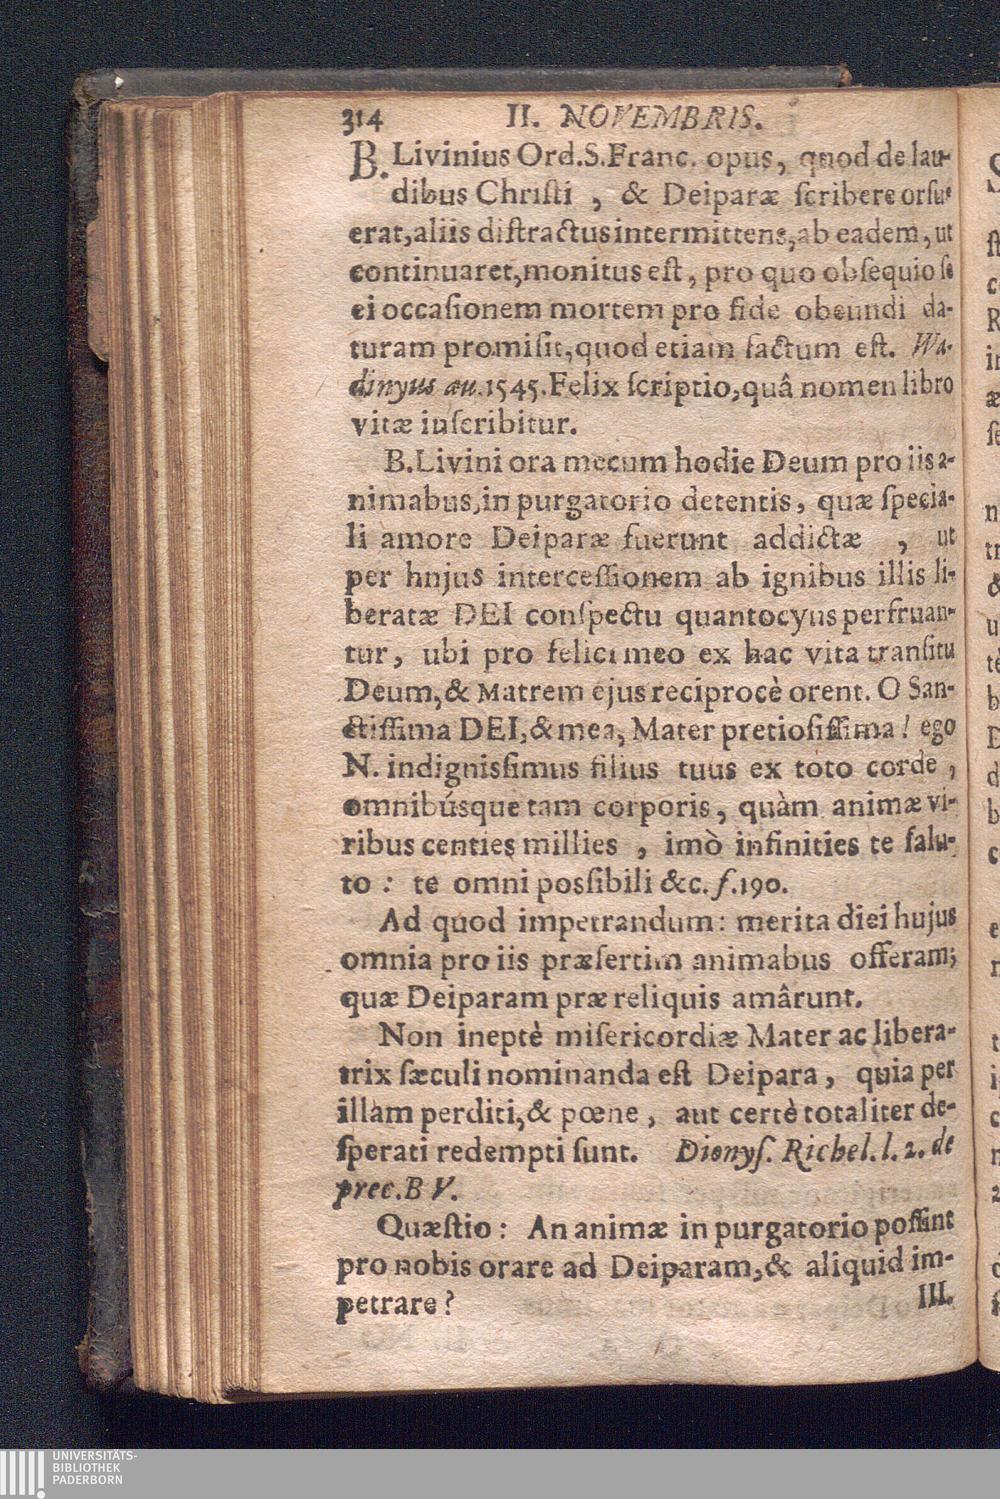 314 II. NOVEMBRIS.
B. Livinius Ord. S. Franc. opus, quod de lau-
dibus Christi , & Deiparæ scribere orsus
erat, aliis distractus intermittens, ab eadem, ut
continuaret, monitus est, pro quo obsequio se
ei occasionem mortem pro fide obeundi da-
turam promisit, quod etiam factum est. Wa-
dinyus au. 1545. Felix scriptio, quâ nomen libro
vitæ inscribitur.
B. Livini ora mecum hodie Deum pro iis a-
nimabus, in purgatorio detentis, quæ specia-
li amore Deiparæ fuerunt addictæ , ut
per hnjus intercessionem ab ignibus illis li-
beratæ DEI conspectu quantocyus perfruan-
tur, ubi pro felici meo ex hac vita transitu
Deum, & Matrem ejus reciprocè orent. O San-
ctissima DEI, & mea, Mater pretiosissima! ego
N. indignissimus filius tuus ex toto corde ,
omnibúsque tam corporis, quàm animæ vi-
ribus centies millies , imò infinities te salu-
to : te omni possibili &c. f. 190.
Ad quod impetrandum: merita diei hujus
omnia pro iis præsertim animabus offeram;
quæ Deiparam præ reliquis amârunt.
Non ineptè misericordiæ Mater ac libera-
trix sæculi nominanda est Deipara, quia per
illam perditi, & pœne, aut certè totaliter de-
sperati redempti sunt. Dionys. Richel. l. 2. de
prec. B V.
Quæstio : An animæ in purgatorio possint
pro nobis orare ad Deiparam, & aliquid im-
petrare? III.
UNIVERSITÄTS-
BIBLIOTHEK
PADERBORN